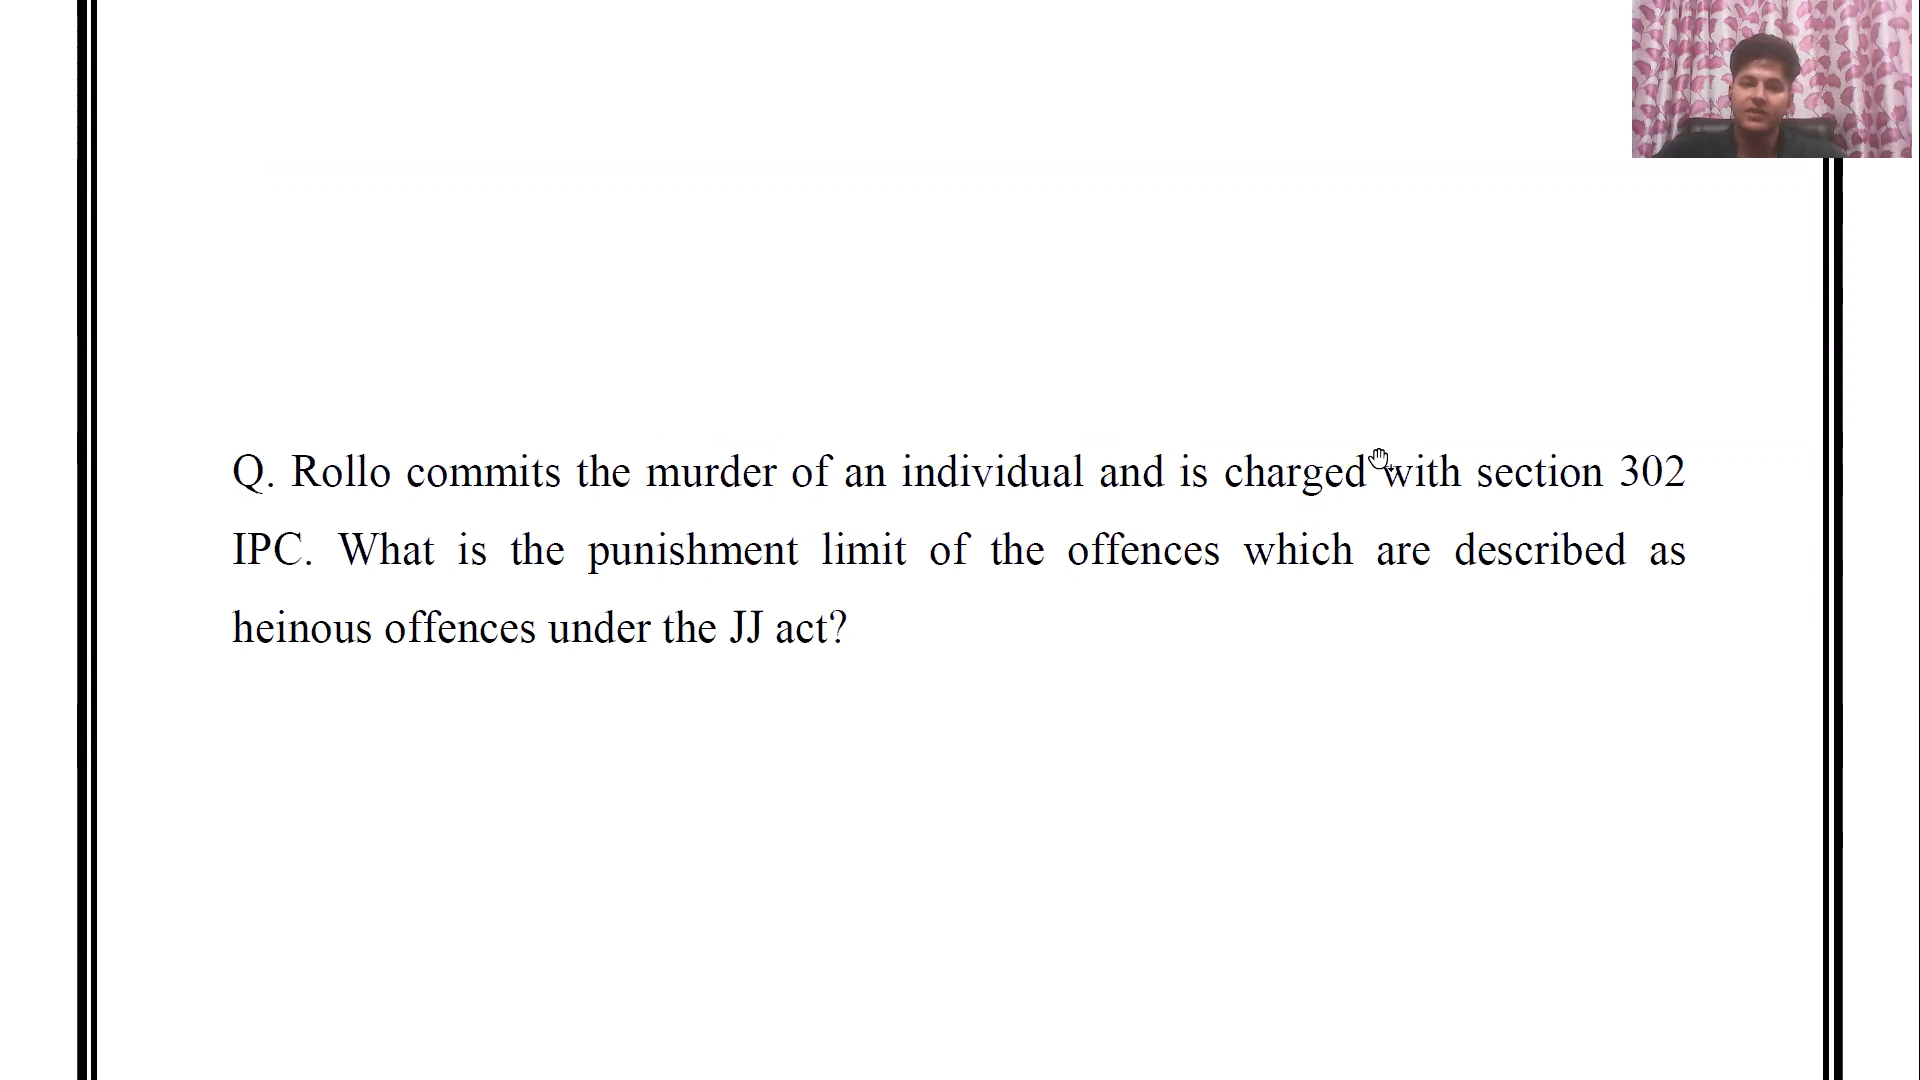 Q. Rollo commits the murder of an individual and is charged with section 302
IPC. What is the punishment limit of the offences which are described as
heinous offences under the JJ act?